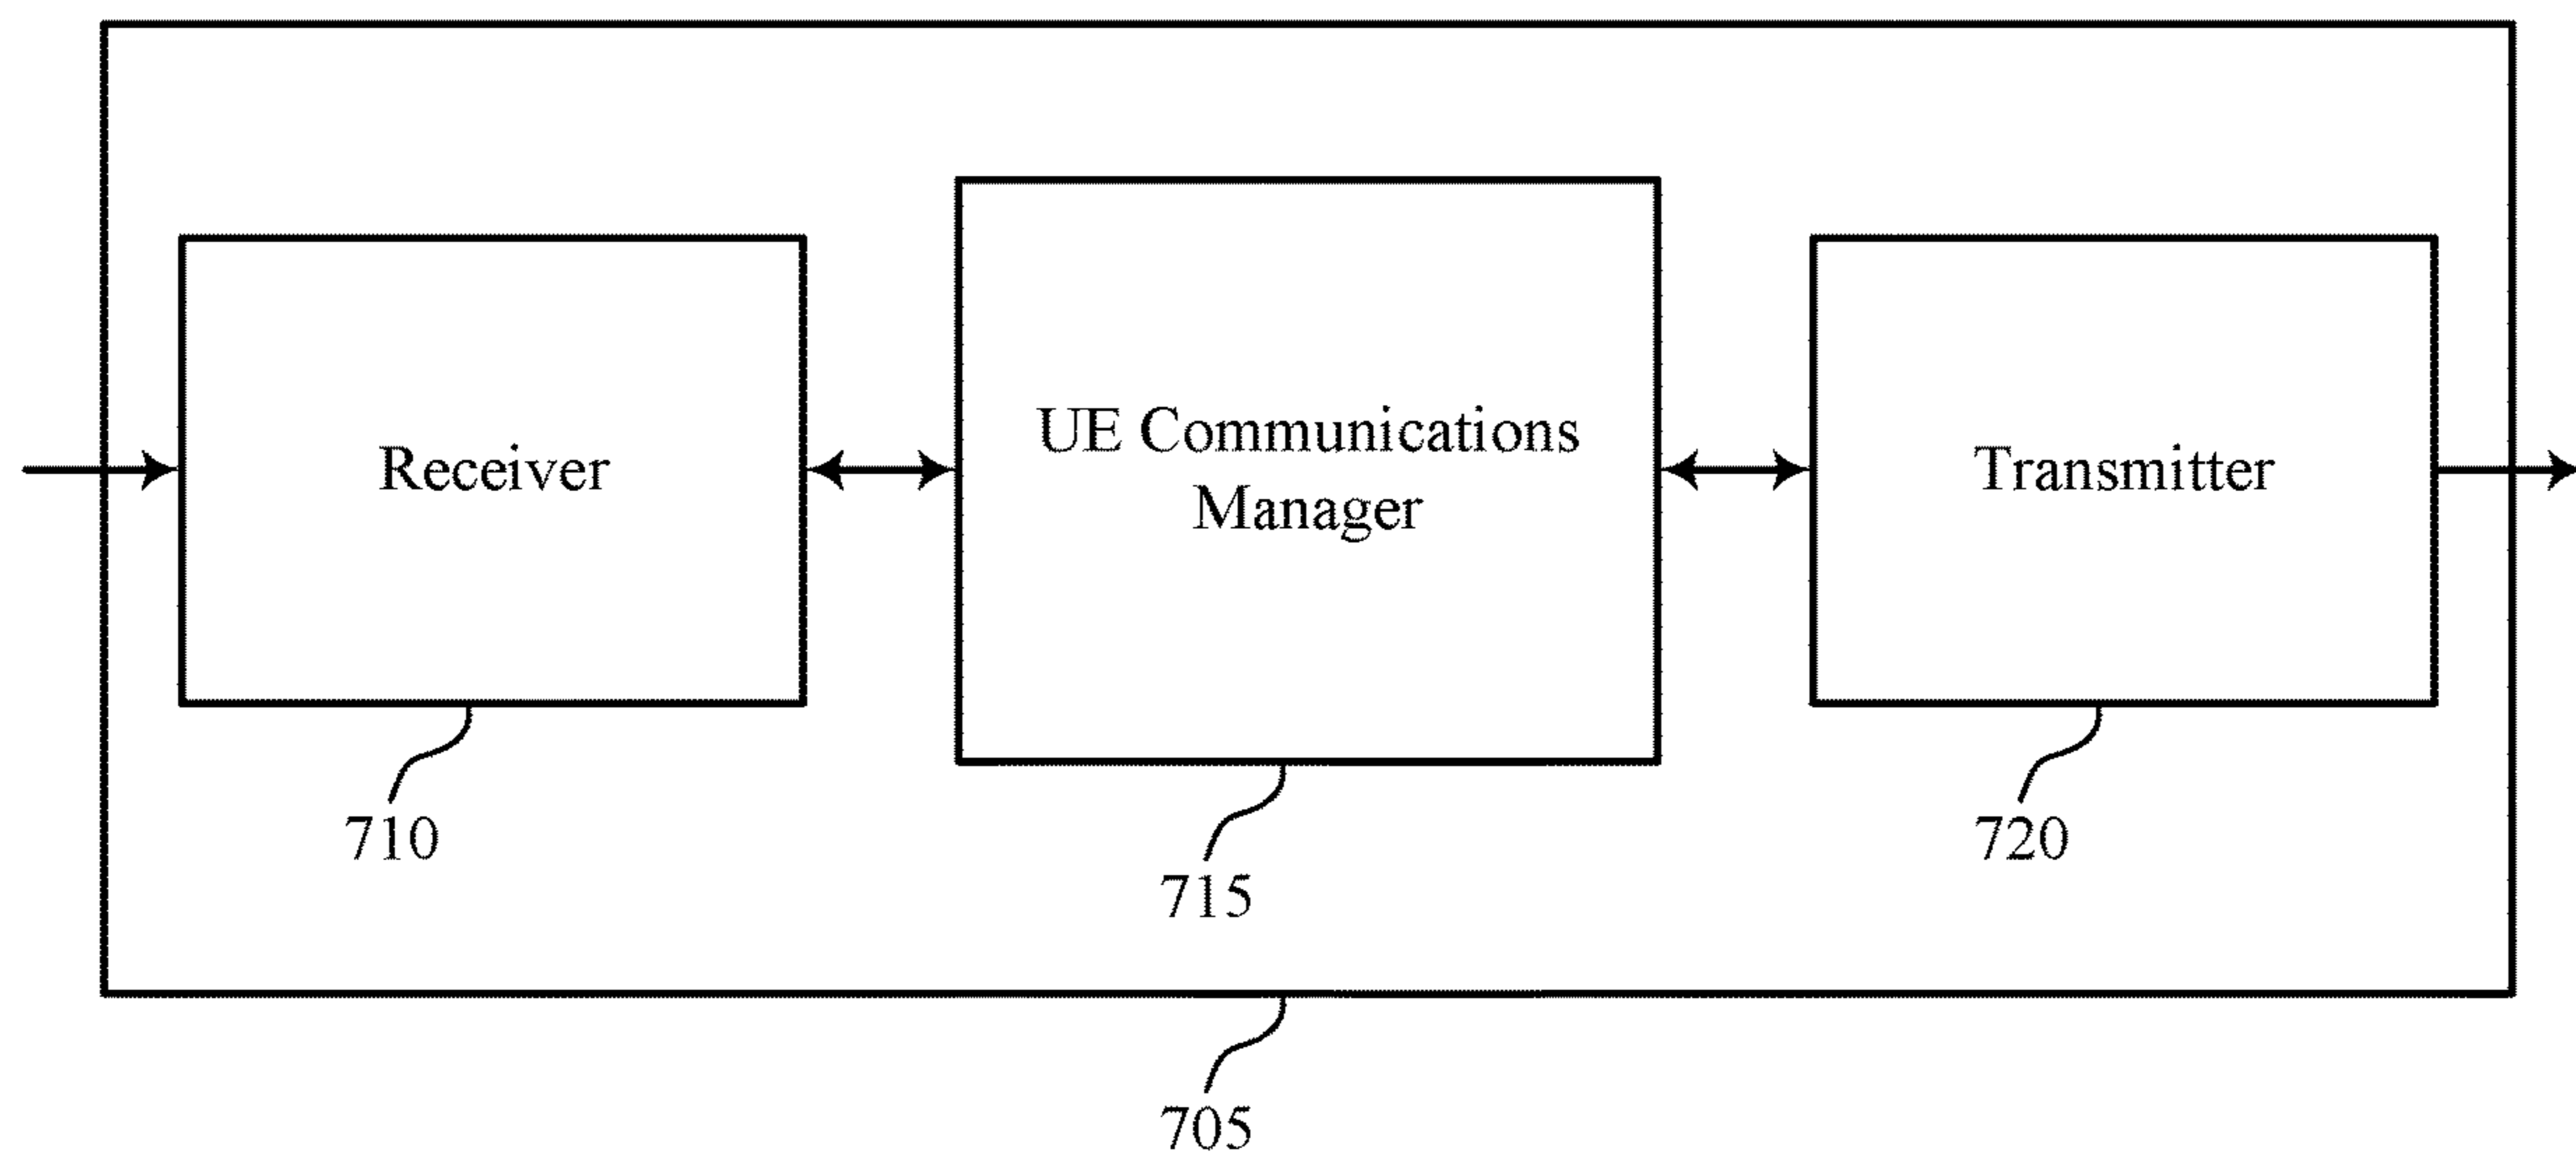 Receiver
UE Communications
Manager
Transmitter
710
715
720
705